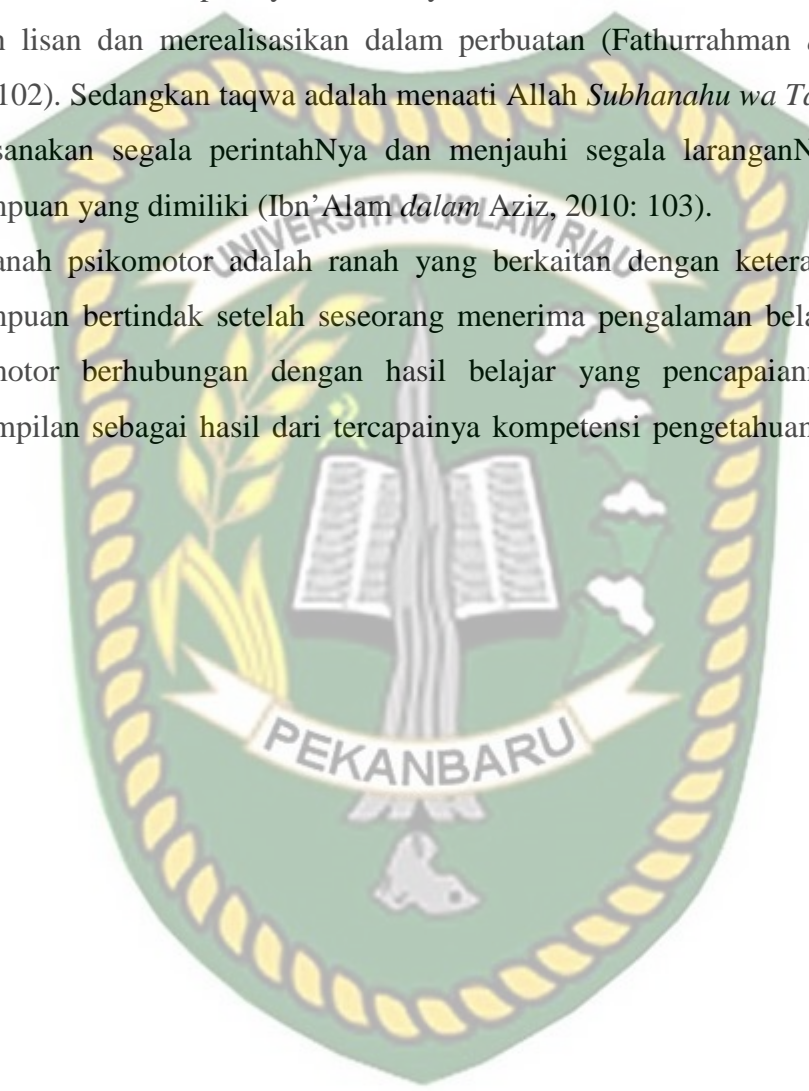 n lisan dan merealisasikan dalam perbuatan (Fathurrahman
102). Sedangkan taqwa adalah menaati Allah Subhanahu wa Ta
sanakan segala perintahNya dan menjauhi segala laranganN
npuan yang dimiliki (Ibn’Alam dalam Aziz, 2010: 103).
UNIVERSITAS ISLAM RIAU
anah psikomotor adalah ranah yang berkaitan dengan ketera
npuan bertindak setelah seseorang menerima pengalaman bela
notor berhubungan dengan hasil belajar yang pencapaian
mpilan sebagai hasil dari tercapainya kompetensi pengetahuan
PEKANBARU